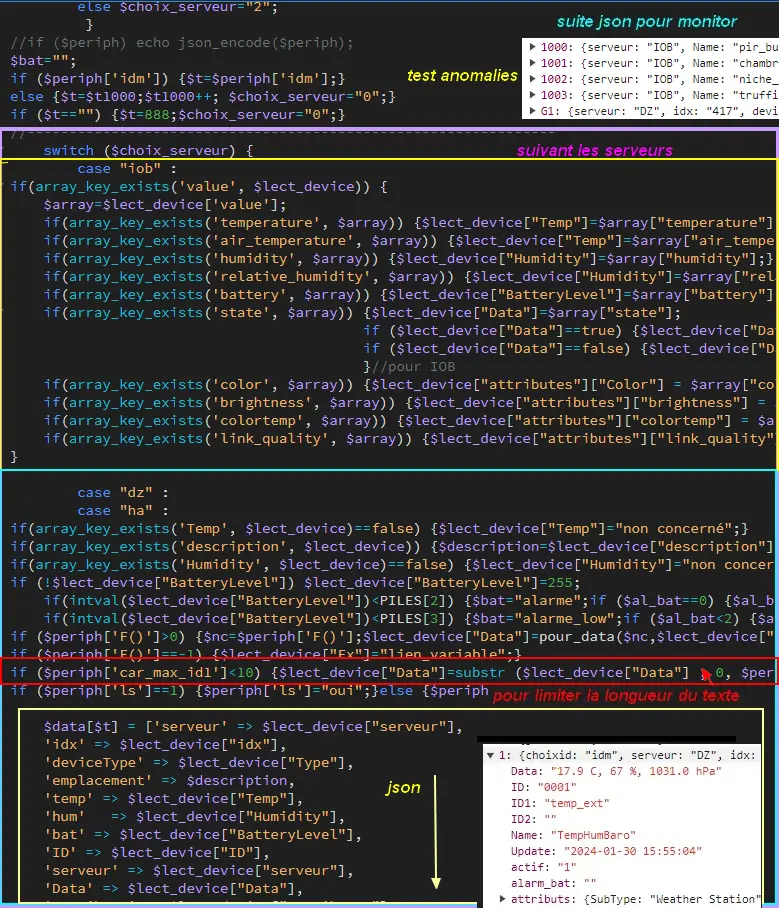 else $choix_serveur="2";
}
suite json pour monitor
//if ($periph) echo json_encode($periph);
$bat="";
if ($periph['idm']) {$t=$periph['idm'];}
else {$t=$t1000;$t1000++; $choix_serveur="0";}
if ($t=="") {$t=888;$choix_serveur="0";}
test anomalies
1000: {serveur: "IOB", Name: "pir_bu
1001: {serveur: "IOB", Name: "chambr
1002: {serveur: "IOB", Name: "niche_
1003: {serveur: "IOB", Name: "truffi
G1: {serveur: "DZ", idx: "417", devi
//---------------------------------------------------------------
switch ($choix_serveur) {
suivant les serveurs
case "iob" :
if(array_key_exists('value', $lect_device)) {
$array=$lect_device['value'];
if(array_key_exists('temperature', $array)) {$lect_device["Temp"]=$array["temperature"]
if(array_key_exists('air_temperature', $array)) {$lect_device["Temp"]=$array["air_tempe
if(array_key_exists('humidity', $array)) {$lect_device["Humidity"]=$array["humidity"];}
if(array_key_exists('relative_humidity', $array)) {$lect_device["Humidity"]=$array["rel
if(array_key_exists('battery', $array)) {$lect_device["BatteryLevel"]=$array["battery"]
if(array_key_exists('state', $array)) {$lect_device["Data"]=$array["state"];
if ($lect_device["Data"]==true) {$lect_device["Da
if ($lect_device["Data"]==false) {$lect_device["D
}//pour IOB
if(array_key_exists('color', $array)) {$lect_device["attributes"]["Color"] = $array["co
if(array_key_exists('brightness', $array)) {$lect_device["attributes"]["brightness"] =
if(array_key_exists('colortemp', $array)) {$lect_device["attributes"]["colortemp"] = $a
if(array_key_exists('link_quality', $array)) {$lect_device["attributes"]["link_quality"
}
case "dz" :
case "ha" :
if(array_key_exists('Temp', $lect_device)==false) {$lect_device["Temp"]="non concerné";}
if(array_key_exists('description', $lect_device)) {$description=$lect_device["description"]
if(array_key_exists('Humidity', $lect_device)==false) {$lect_device["Humidity"]="non concer
if (!$lect_device["BatteryLevel"]) $lect_device["BatteryLevel"]=255;
if(intval($lect_device["BatteryLevel"])<PILES[2]) {$bat="alarme";if ($al_bat==0) {$al_b
if(intval($lect_device["BatteryLevel"])<PILES[3]) {$bat="alarme_low";if ($al_bat<2) {$a
if ($periph['F()']>0) {$nc=$periph['F()'];$lect_device["Data"]=pour_data($nc,$lect_device["
if ($periph['F()']==-1) {$lect_device["Fx"]="lien_variable";}
if ($periph['car_max_id1']<10) {$lect_device["Data"]=substr ($lect_device["Data"] , 0, $per
if ($periph['ls']==1) {$periph['ls']="oui";}else {$periph
pour limiter la longueur du texte
$data[$t] = ['serveur' => $lect_device["serveur"],
'idx' => $lect_device["idx"],
'deviceType' => $lect_device["Type"],
'emplacement' => $description,
'temp' => $lect_device["Temp"],
'hum' => $lect_device["Humidity"],
'bat' => $lect_device["BatteryLevel"],
'ID' => $lect_device["ID"],
'serveur' => $lect_device["serveur"],
'Data' => $lect_device["Data"],
json
1: {choixid: "idm", serveur: "DZ", idx:
Data: "17.9 C, 67 %, 1031.0 hPa"
ID: "0001"
ID1: "temp_ext"
ID2: ""
Name: "TempHumBaro"
Update: "2024-01-30 15:55:04"
actif: "1"
alarm_bat: ""
attributs: {SubType: "Weather Station"